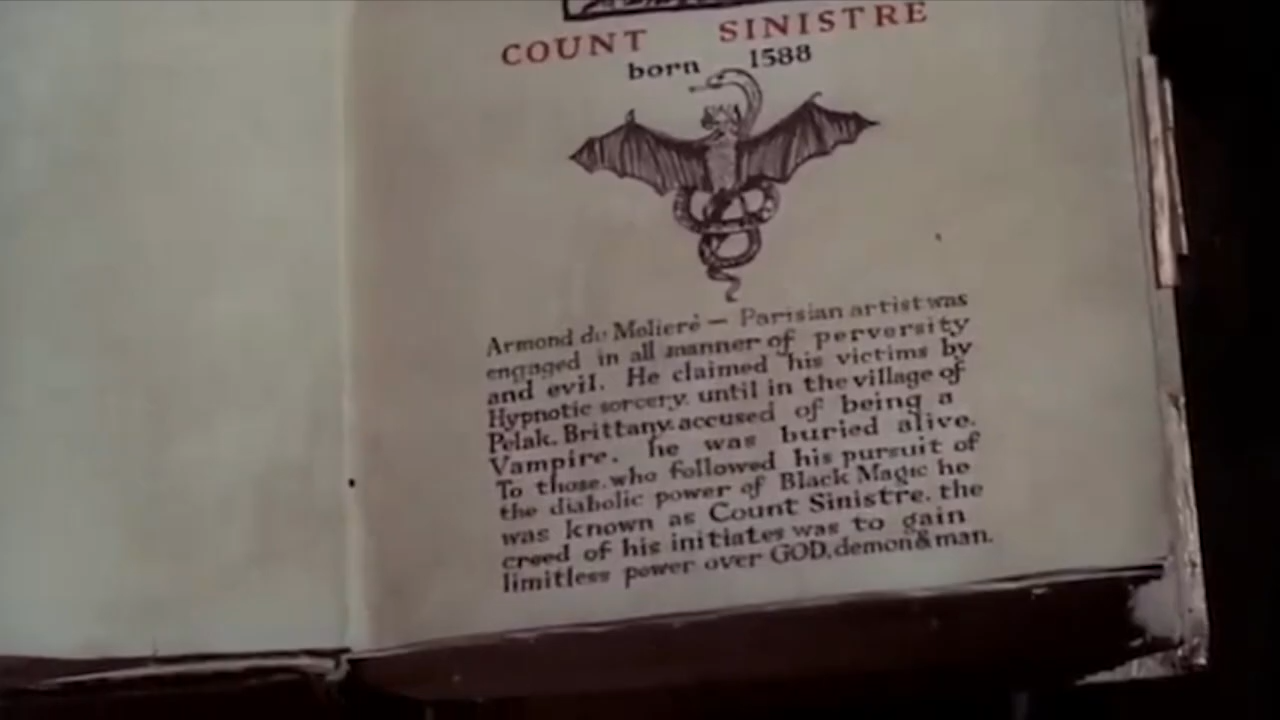 COUNT SINISTRE
born 1588
Armond du Molieré — Parisian artist was
engaged in all manner of perversity
and evil. He claimed his victims by
Hypnotic sorcery, until in the village of
Pelak, Brittany, accused of being a
Vampire, he was buried alive.
To those, who followed his pursuit of
the diabolic power of Black Magic he
was known as Count Sinistre, the
creed of his initiates was to gain
limitless power over GOD, demon & man.